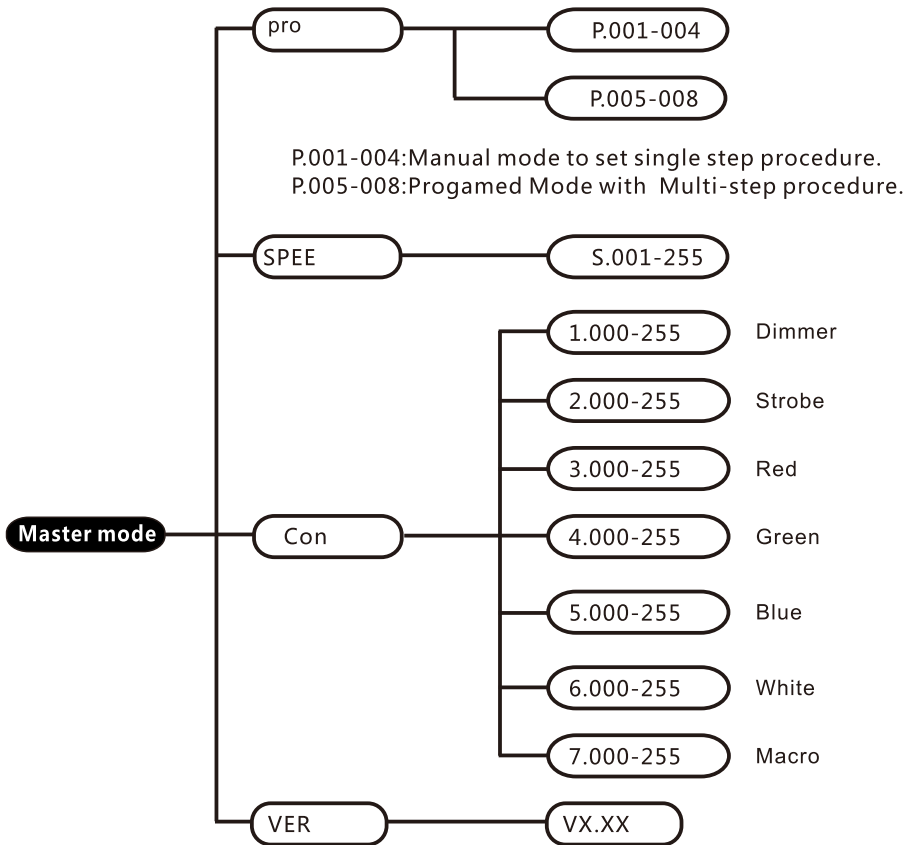 pro
P.001-004
P.005-008
P.001-004:Manual mode to set single step procedure.
P.005-008:Progamed Mode with Multi-step procedure.
SPEE
S.001-255
1.000-255 Dimmer
2.000-255 Strobe
3.000-255 Red
Master mode
Con
4.000-255 Green
5.000-255 Blue
6.000-255 White
7.000-255 Macro
VER
VX.XX